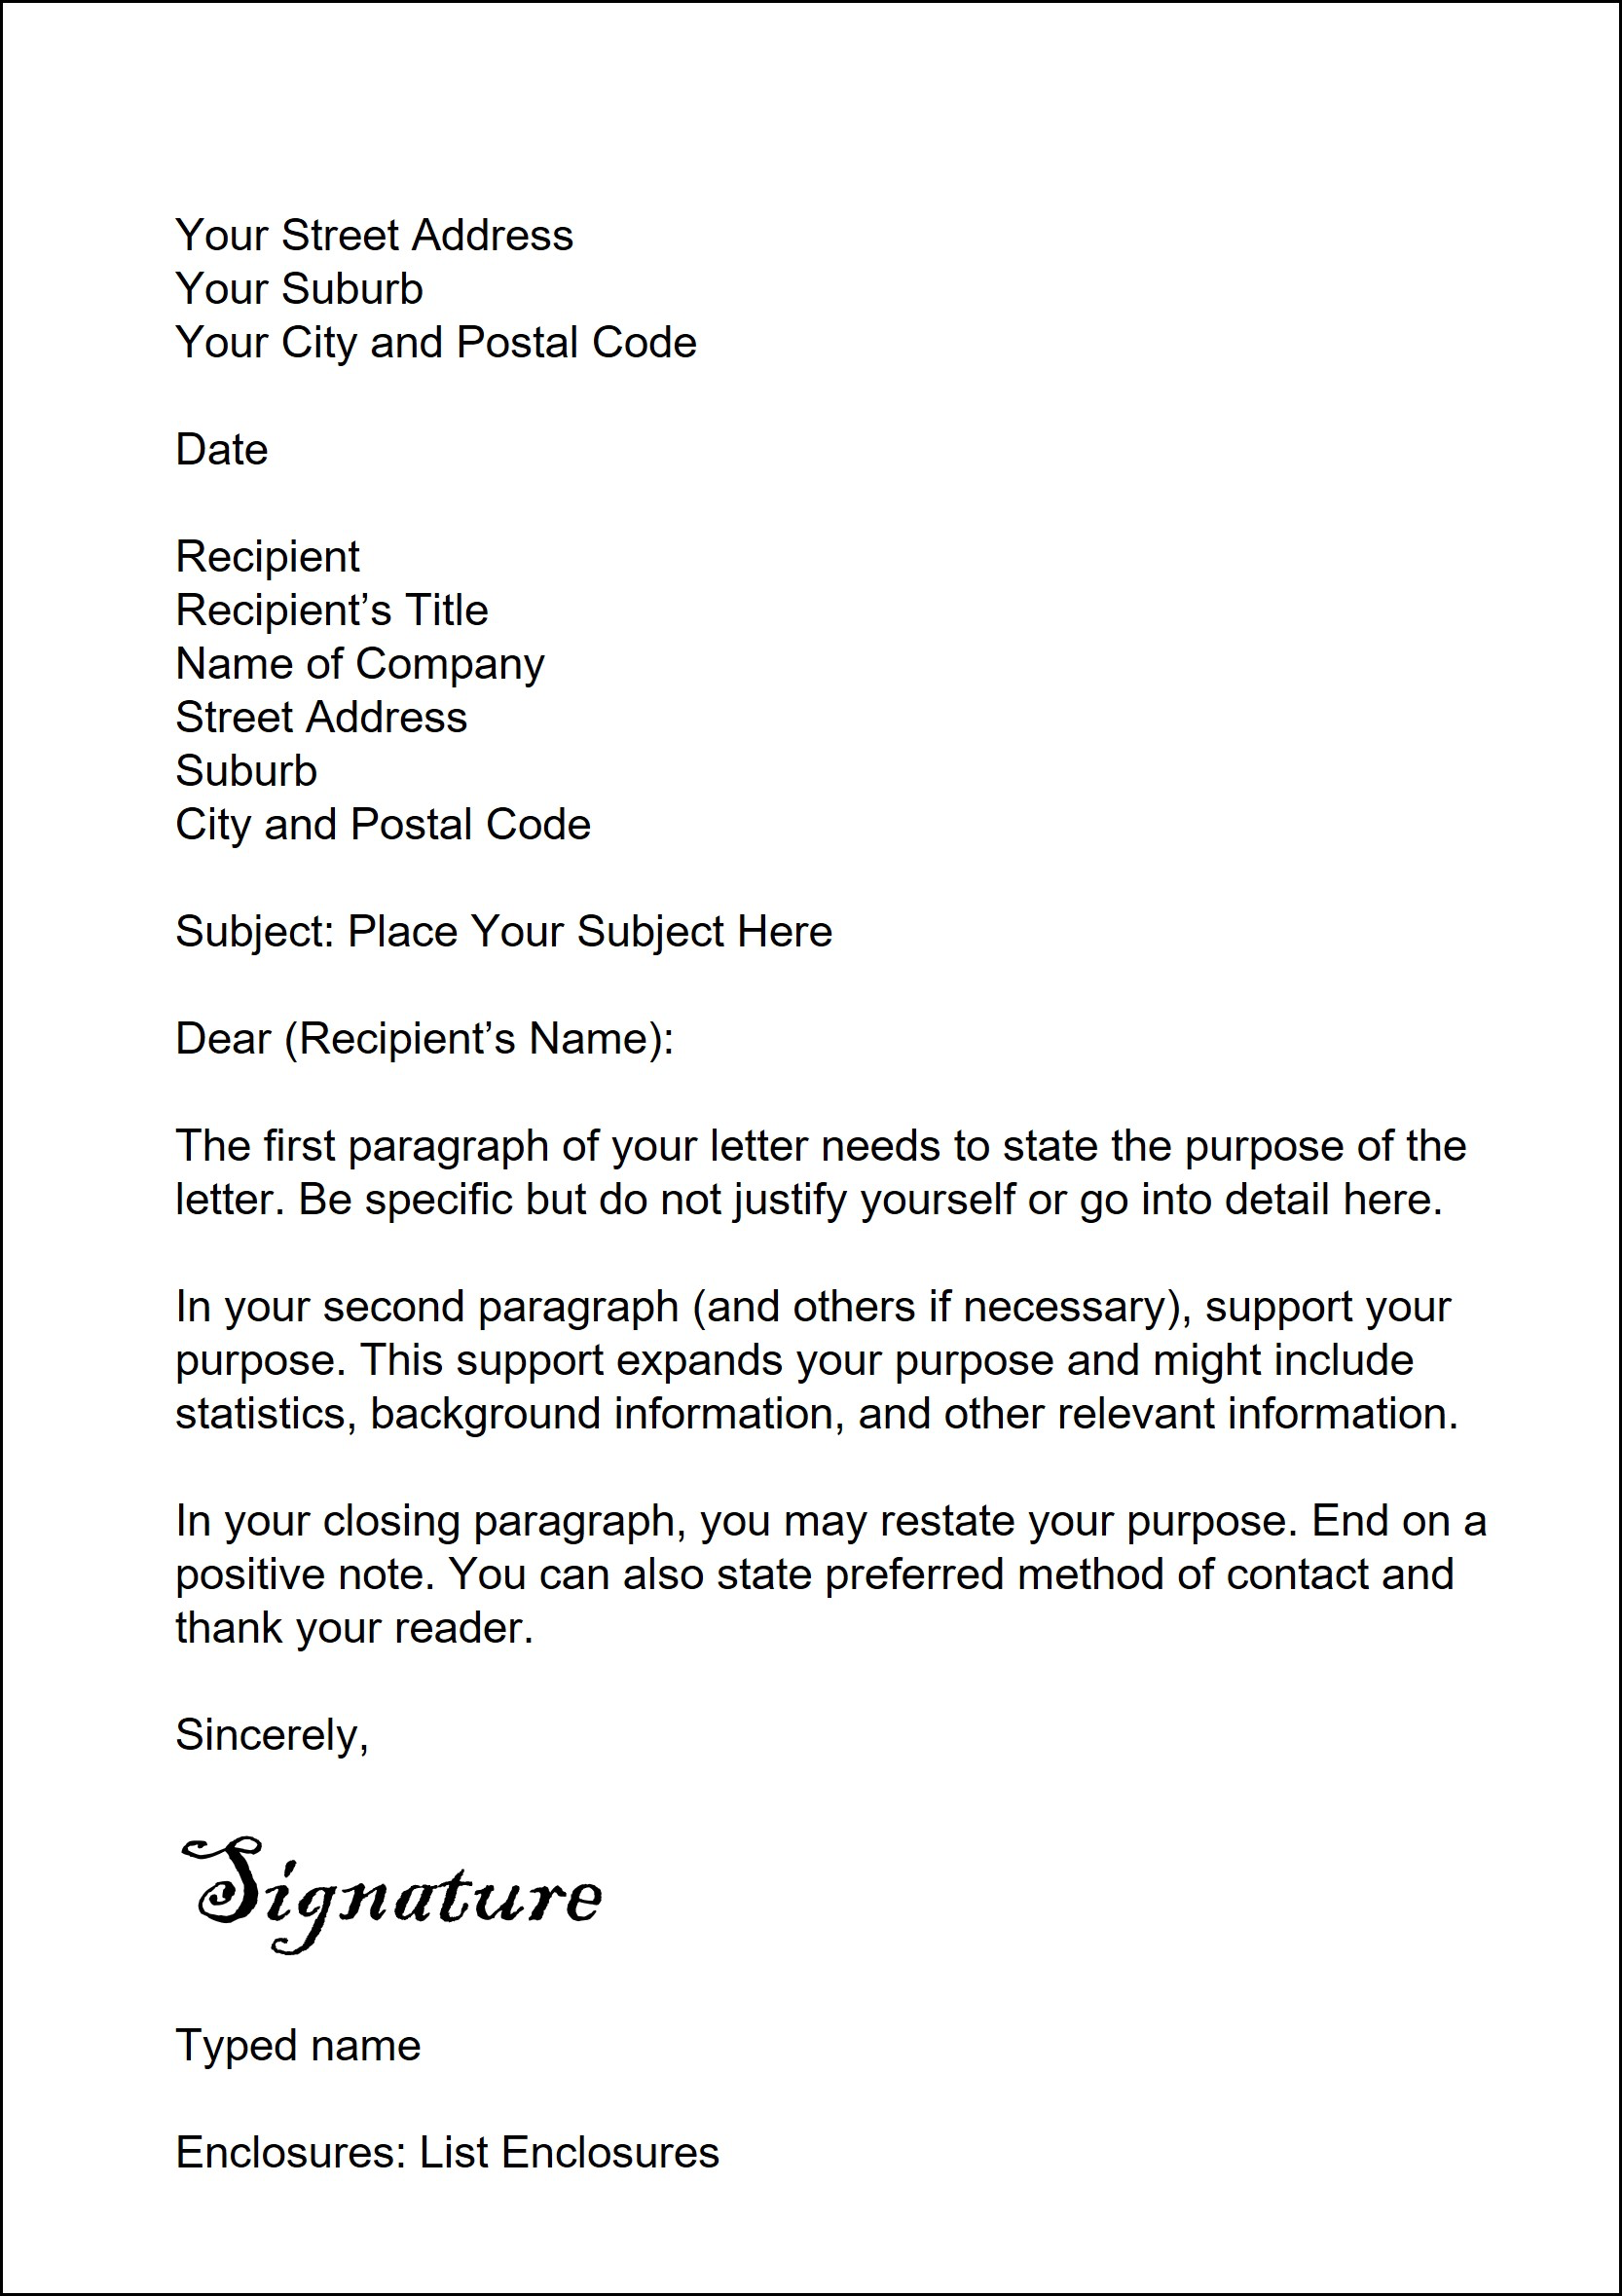 Your Street Address
Your Suburb
Your City and Postal Code
Date
Recipient
Recipient’s Title
Name of Company
Street Address
Suburb
City and Postal Code
Subject: Place Your Subject Here
Dear (Recipient’s Name):
The first paragraph of your letter needs to state the purpose of the
letter. Be specific but do not justify yourself or go into detail here.
In your second paragraph (and others if necessary), support your
purpose. This support expands your purpose and might include
statistics, background information, and other relevant information.
In your closing paragraph, you may restate your purpose. End on a
positive note. You can also state preferred method of contact and
thank your reader.
Sincerely,
Signature
Typed name
Enclosures: List Enclosures